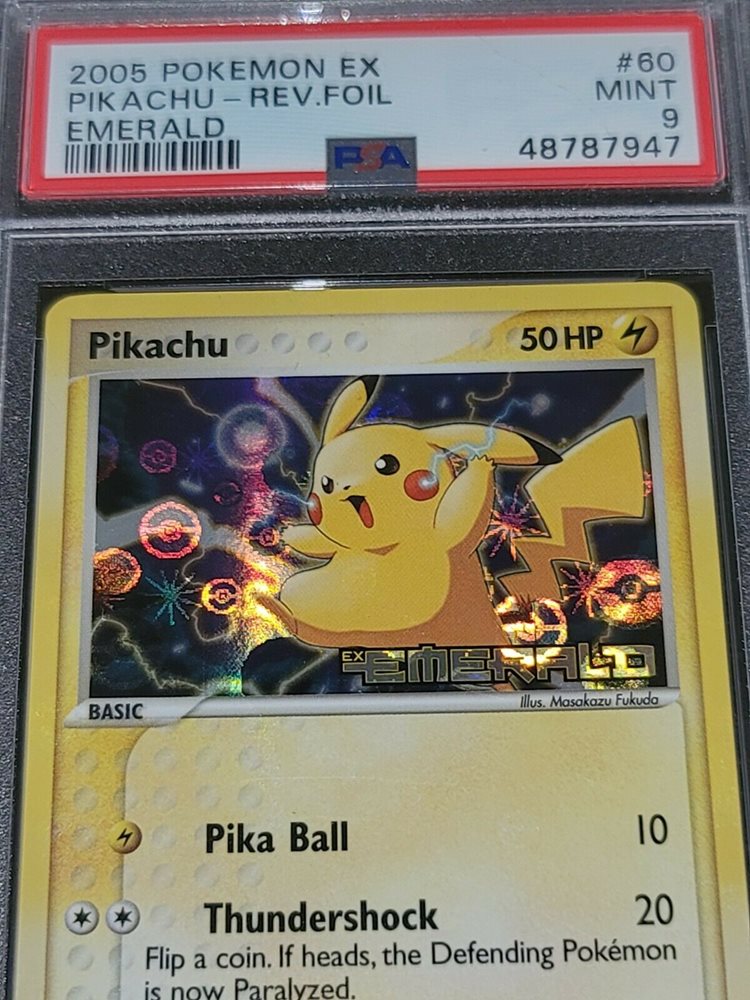 2005 POKEMON EX #60
PIKACHU - REV.FOIL MINT
EMERALD 9
PSA 48787947
Pikachu 50 HP
EX EMERALD
BASIC Illus. Masakazu Fukuda
Pika Ball 10
Thundershock 20
Flip a coin. If heads, the Defending Pokémon
is now Paralyzed.